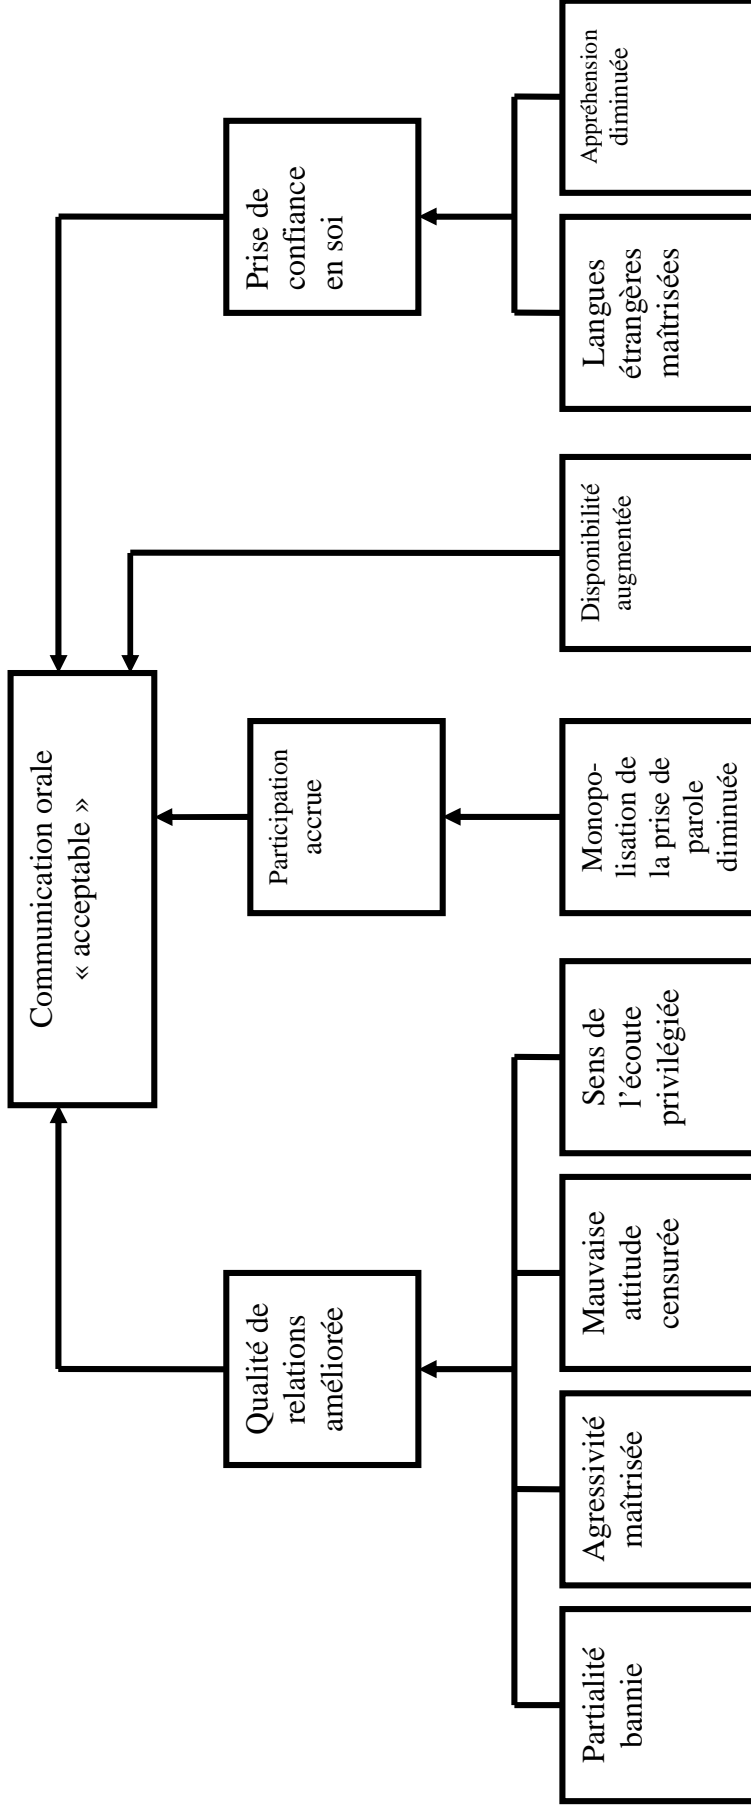 Communication orale
« acceptable »
Qualité de
relations
améliorée
Participation
accrue
Prise de
confiance
en soi
Partialité
bannie
Agressivité
maîtrisée
Mauvaise
attitude
censurée
Sens de
l'écoute
privilégiée
Monopo-
lisation de
la prise de
parole
diminuée
Disponibilité
augmentée
Langues
étrangères
maîtrisées
Appréhension
diminuée